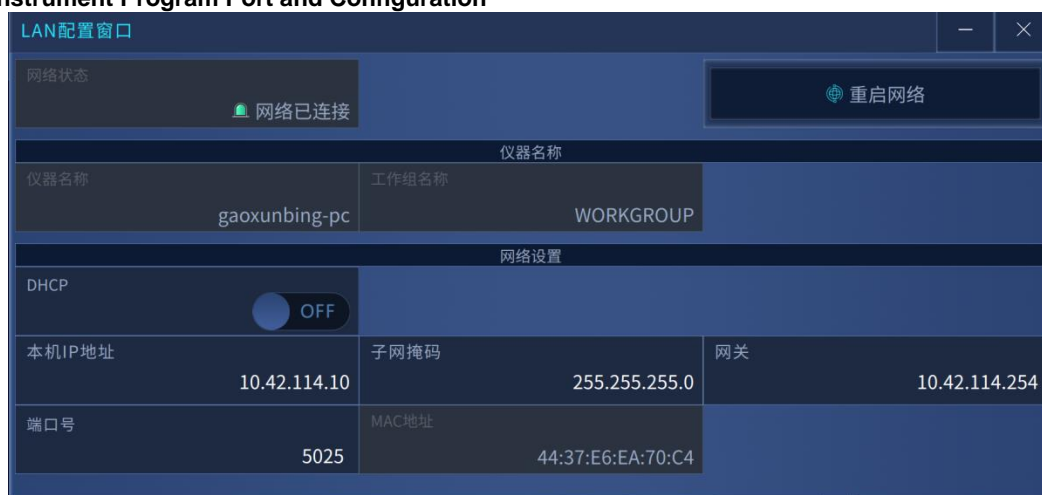 Instrument Program Port and Configuration
LAN配置窗口
网络状态
网络已连接
重启网络
仪器名称
仪器名称
工作组名称
gaoxunbing-pc
WORKGROUP
网络设置
DHCP
OFF
本机IP地址
子网掩码
网关
10.42.114.10
255.255.255.0
10.42.114.254
端口号
MAC地址
5025
44:37:E6:EA:70:C4